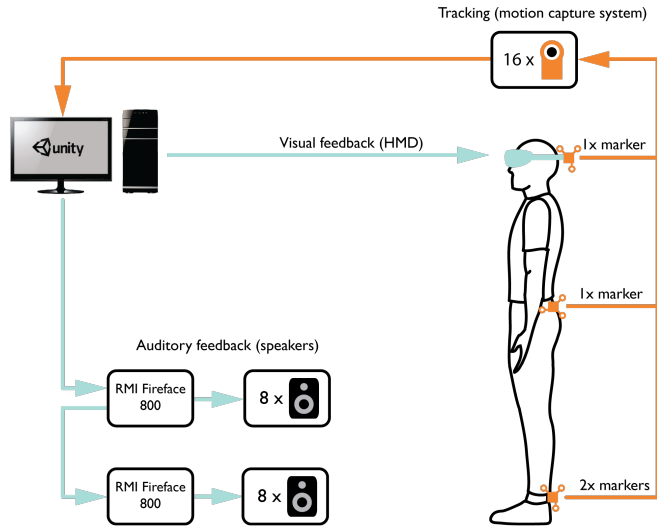 Tracking (motion capture system)
16 x
unity
Visual feedback (HMD)
1x marker
1x marker
Auditory feedback (speakers)
RMI Fireface
800
8 x
2x markers
RMI Fireface
800
8 x